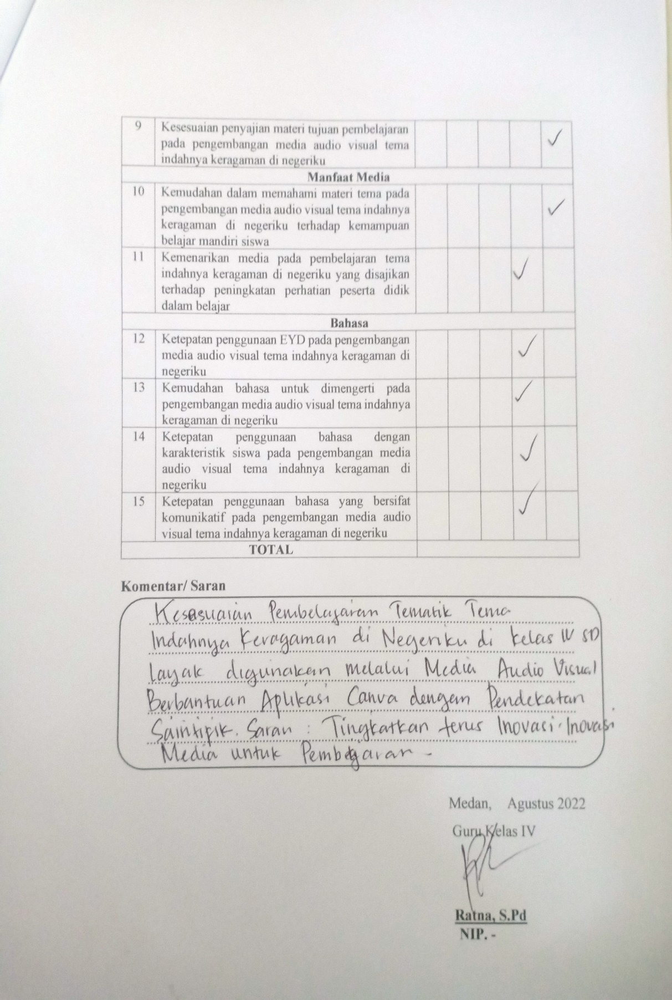 9 Kesesuaian penyajian materi tujuan pembelajaran
pada pengembangan media audio visual tema
indahnya keragaman di negeriku
✓
Manfaat Media
10 Kemudahan dalam memahami materi tema pada
pengembangan media audio visual tema indahnya
keragaman di negeriku terhadap kemampuan
belajar mandiri siswa
✓
11 Kemenarikan media pada pembelajaran tema
indahnya keragaman di negeriku yang disajikan
terhadap peningkatan perhatian peserta didik
dalam belajar
✓
Bahasa
12 Ketepatan penggunaan EYD pada pengembangan
media audio visual tema indahnya keragaman di
negeriku
✓
13 Kemudahan bahasa untuk dimengerti pada
pengembangan media audio visual tema indahnya
keragaman di negeriku
✓
14 Ketepatan penggunaan bahasa dengan
karakteristik siswa pada pengembangan media
audio visual tema indahnya keragaman di
negeriku
✓
15 Ketepatan penggunaan bahasa yang bersifat
komunikatif pada pengembangan media audio
visual tema indahnya keragaman di negeriku
✓
TOTAL
Komentar/ Saran
Kesesuaian Pembelajaran Tematik Tema
Indahnya Keragaman di Negeriku di kelas IV SD
Layak digunakan melalui Media Audio Visual
Berbantuan Aplikasi Canva dengan Pendekatan
Saintifik. Saran : Tingkatkan terus Inovasi-Inovasi
Media untuk Pembelajaran -
Medan, Agustus 2022
Guru Kelas IV
Ratna, S.Pd
NIP. -